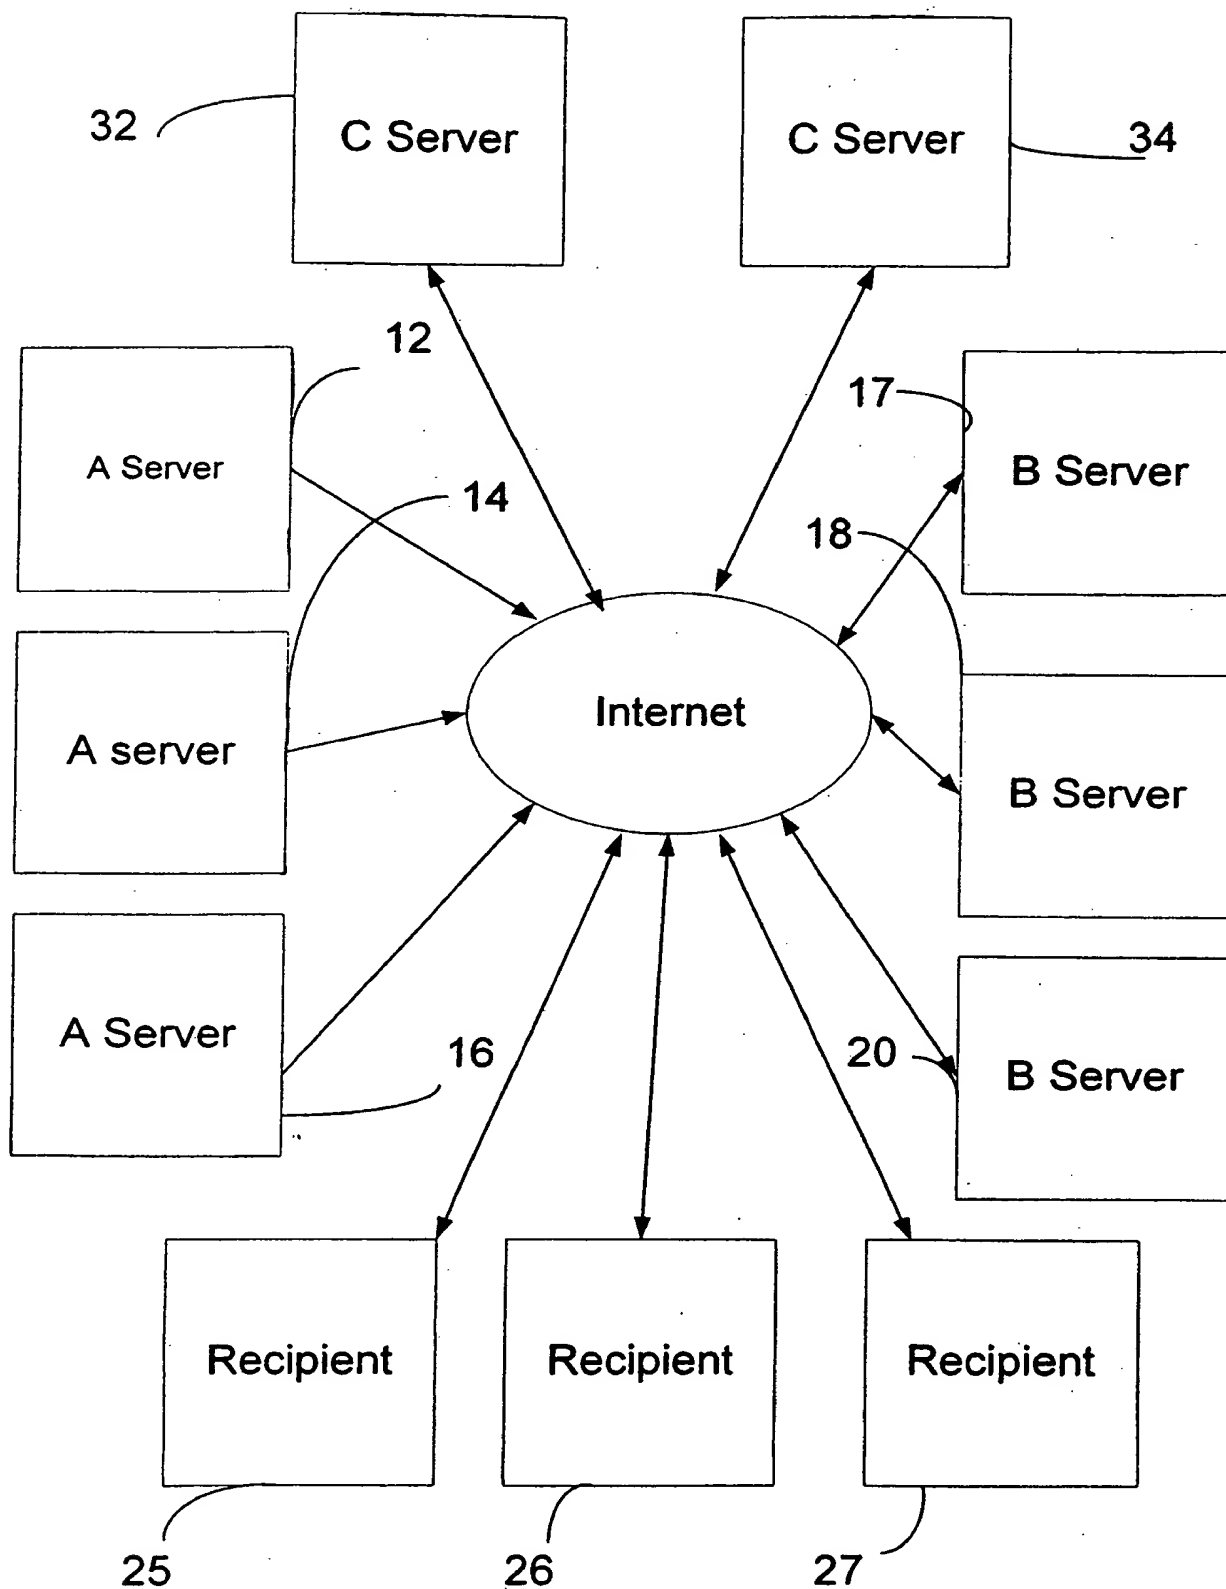 32
C Server
C Server
34
12
17
A Server
14
B Server
18
A server
Internet
B Server
A Server
16
20
B Server
Recipient
Recipient
Recipient
25
26
27